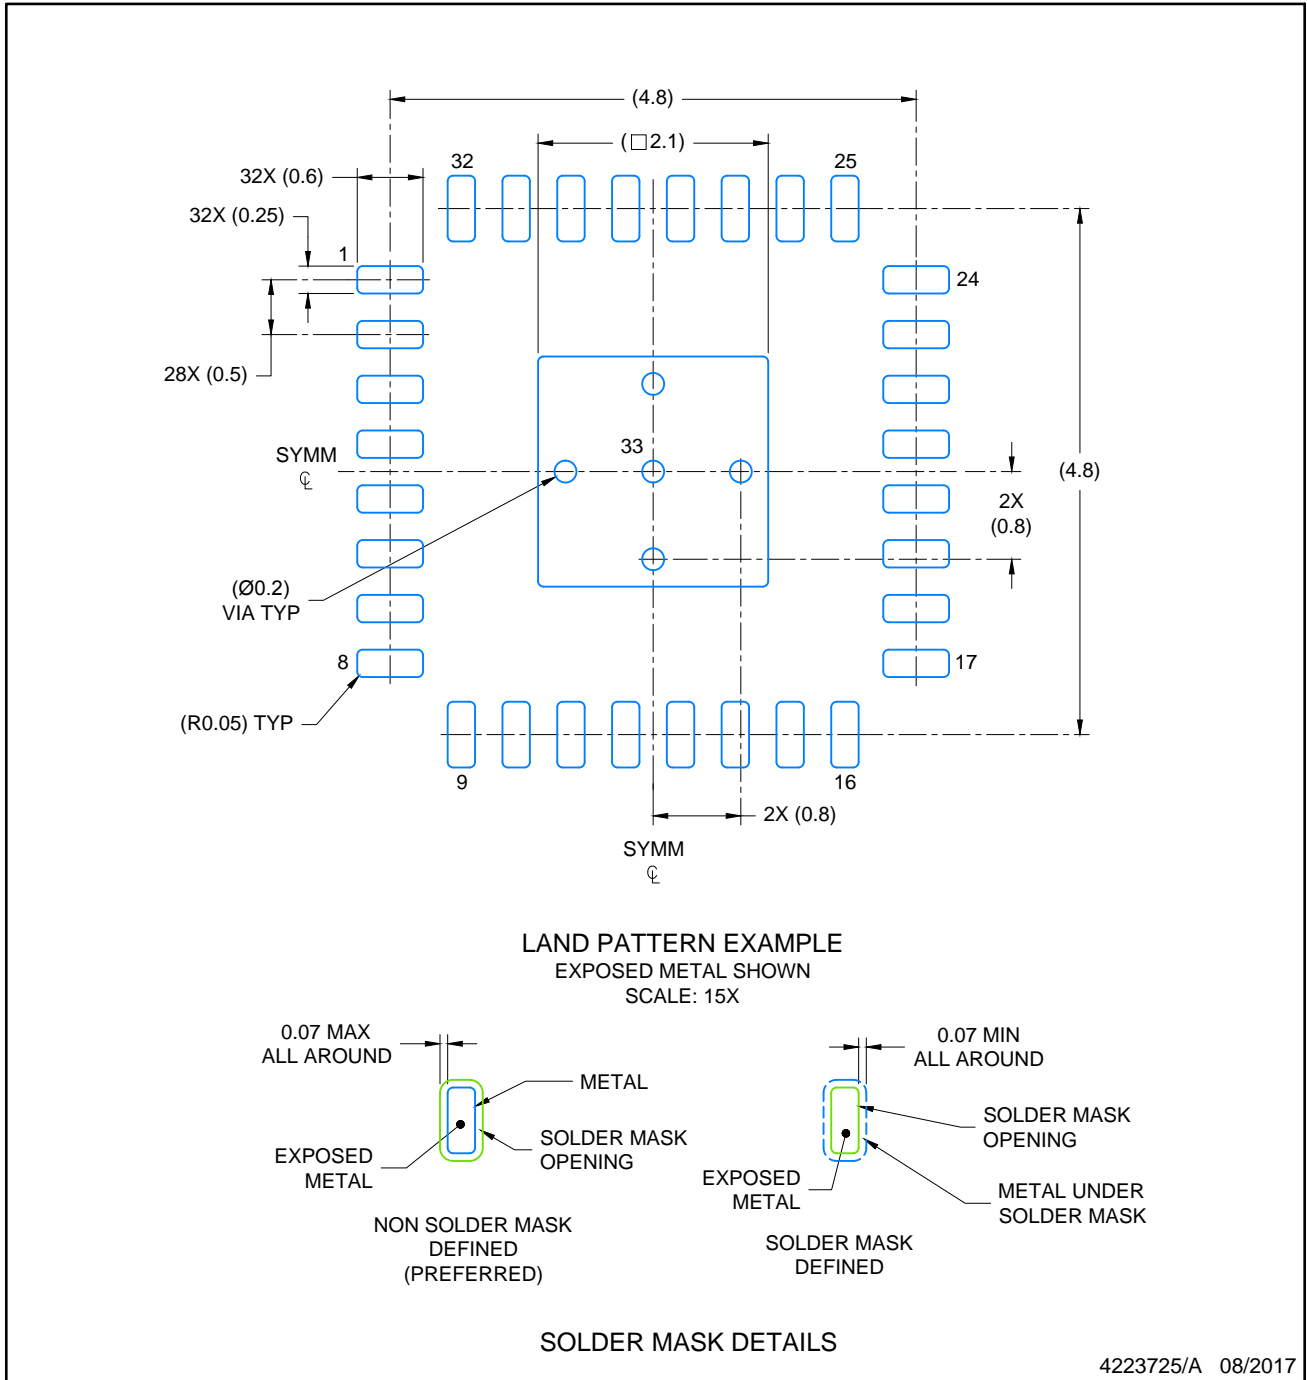 (4.8)
(□2.1)
32
25
32X (0.6)
32X (0.25)
1
24
28X (0.5)
SYMM
℄
33
(4.8)
2X
(0.8)
(Ø0.2)
VIA TYP
8
17
(R0.05) TYP
9
16
2X (0.8)
SYMM
℄
LAND PATTERN EXAMPLE
EXPOSED METAL SHOWN
SCALE: 15X
0.07 MAX
ALL AROUND
METAL
EXPOSED
METAL
SOLDER MASK
OPENING
NON SOLDER MASK
DEFINED
(PREFERRED)
0.07 MIN
ALL AROUND
SOLDER MASK
OPENING
EXPOSED
METAL
METAL UNDER
SOLDER MASK
SOLDER MASK
DEFINED
SOLDER MASK DETAILS
4223725/A 08/2017